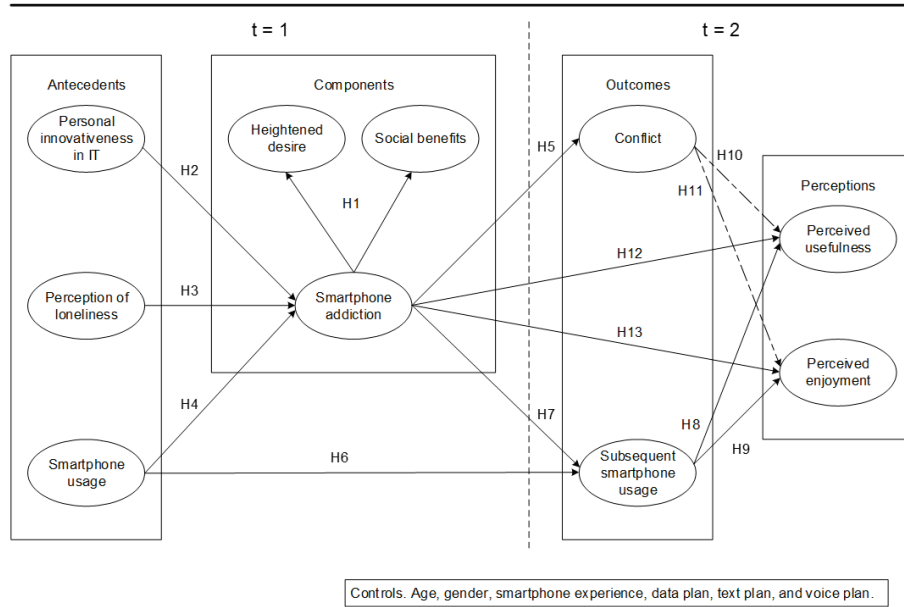 t = 1
t = 2
Antecedents
Components
Outcomes
Personal
innovativeness
in IT
Heightened
desire
Social benefits
Conflict
H2
H1
H5
H10
H11
Perceptions
Perceived
usefulness
H12
Perception of
loneliness
H3
Smartphone
addiction
H13
Perceived
enjoyment
H4
H7
H8
H9
H6
Smartphone
usage
Subsequent
smartphone
usage
Controls. Age, gender, smartphone experience, data plan, text plan, and voice plan.